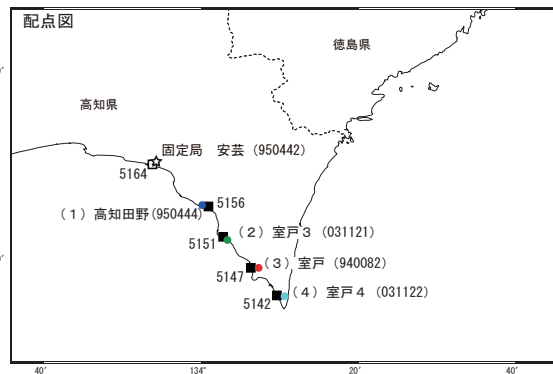 配点図
徳島県
高知県
固定局 安芸（950442）
5164
5156
（１）高知田野(950444)
（２）室戸３（031121）
5151
（３）室戸（940082）
5147
（４）室戸４（031122）
5142
0′
0′
40′ 134° 20′ 40′